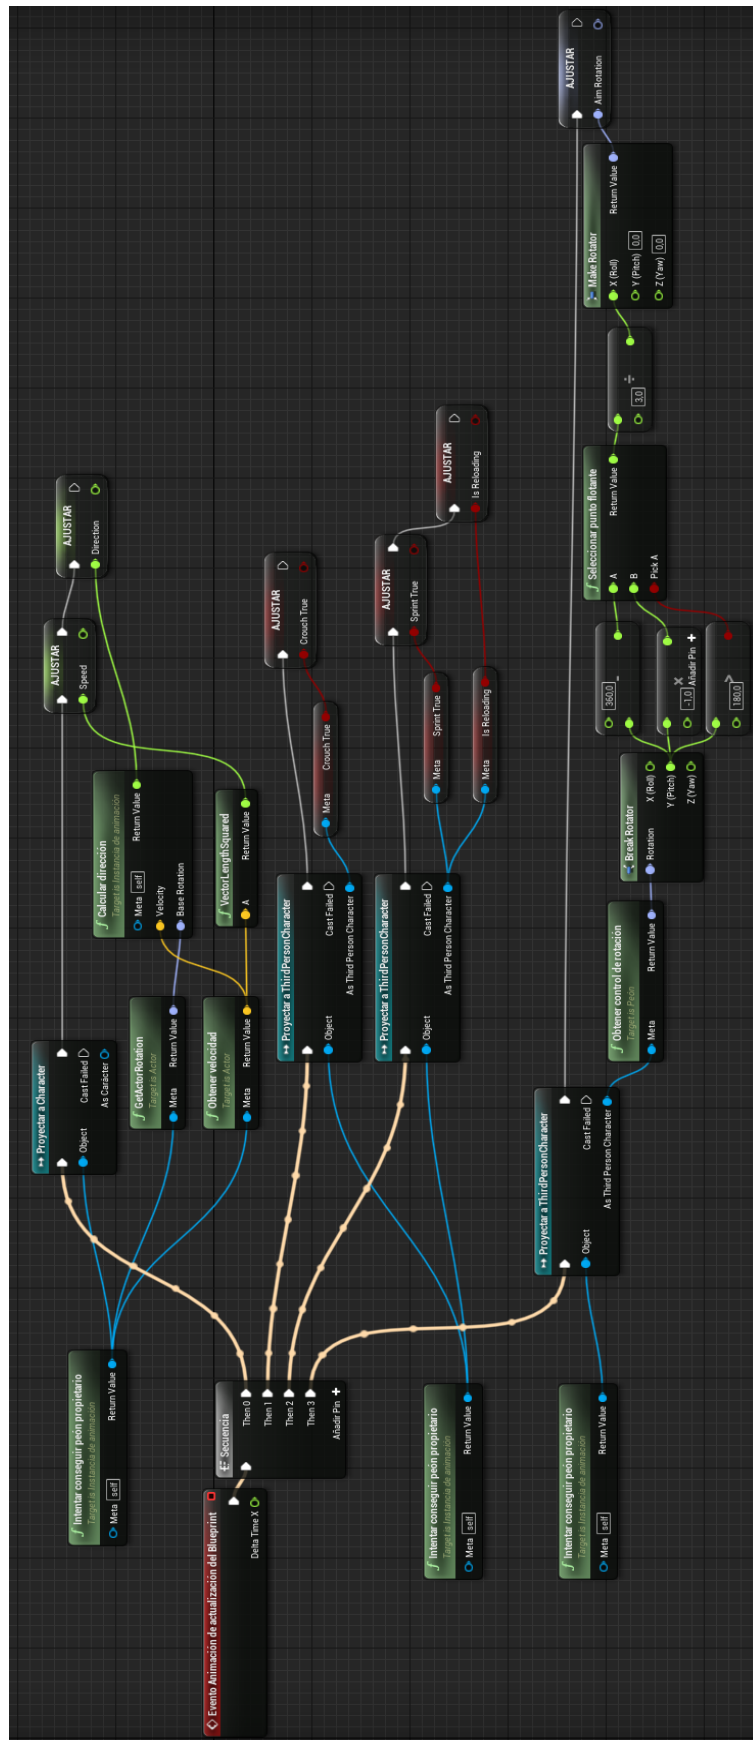 Evento Animación de actualización del Blueprint
Delta Time X
Secuencia
Then 0
Then 1
Then 2
Then 3
Añadir Pin
Intentar conseguir peón propietario
Target is Instancia de animación
Meta self
Return Value
Proyectar a Character
Object
Cast Failed
As Carácter
GetActorRotation
Target is Actor
Meta
Return Value
Obtener velocidad
Target is Actor
Meta
Return Value
Calcular dirección
Target is Instancia de animación
Meta self
Return Value
Velocity
Base Rotation
VectorLengthSquared
A
Return Value
AJUSTAR
Speed
AJUSTAR
Direction
Proyectar a ThirdPersonCharacter
Object
Cast Failed
As Third Person Character
Meta
Crouch True
AJUSTAR
Crouch True
Intentar conseguir peón propietario
Target is Instancia de animación
Meta self
Return Value
Proyectar a ThirdPersonCharacter
Object
Cast Failed
As Third Person Character
Meta
Sprint True
Meta
Is Reloading
AJUSTAR
Sprint True
AJUSTAR
Is Reloading
Intentar conseguir peón propietario
Target is Instancia de animación
Meta self
Return Value
Proyectar a ThirdPersonCharacter
Object
Cast Failed
As Third Person Character
Obtener control de rotación
Target is Peón
Meta
Return Value
Break Rotator
Rotation
X (Roll)
Y (Pitch)
Z (Yaw)
360,0
-
-1,0
×
Añadir Pin
180,0
>
Seleccionar punto flotante
A
Return Value
B
Pick A
3,0
÷
Make Rotator
X (Roll)
Return Value
Y (Pitch) 0,0
Z (Yaw) 0,0
AJUSTAR
Aim Rotation